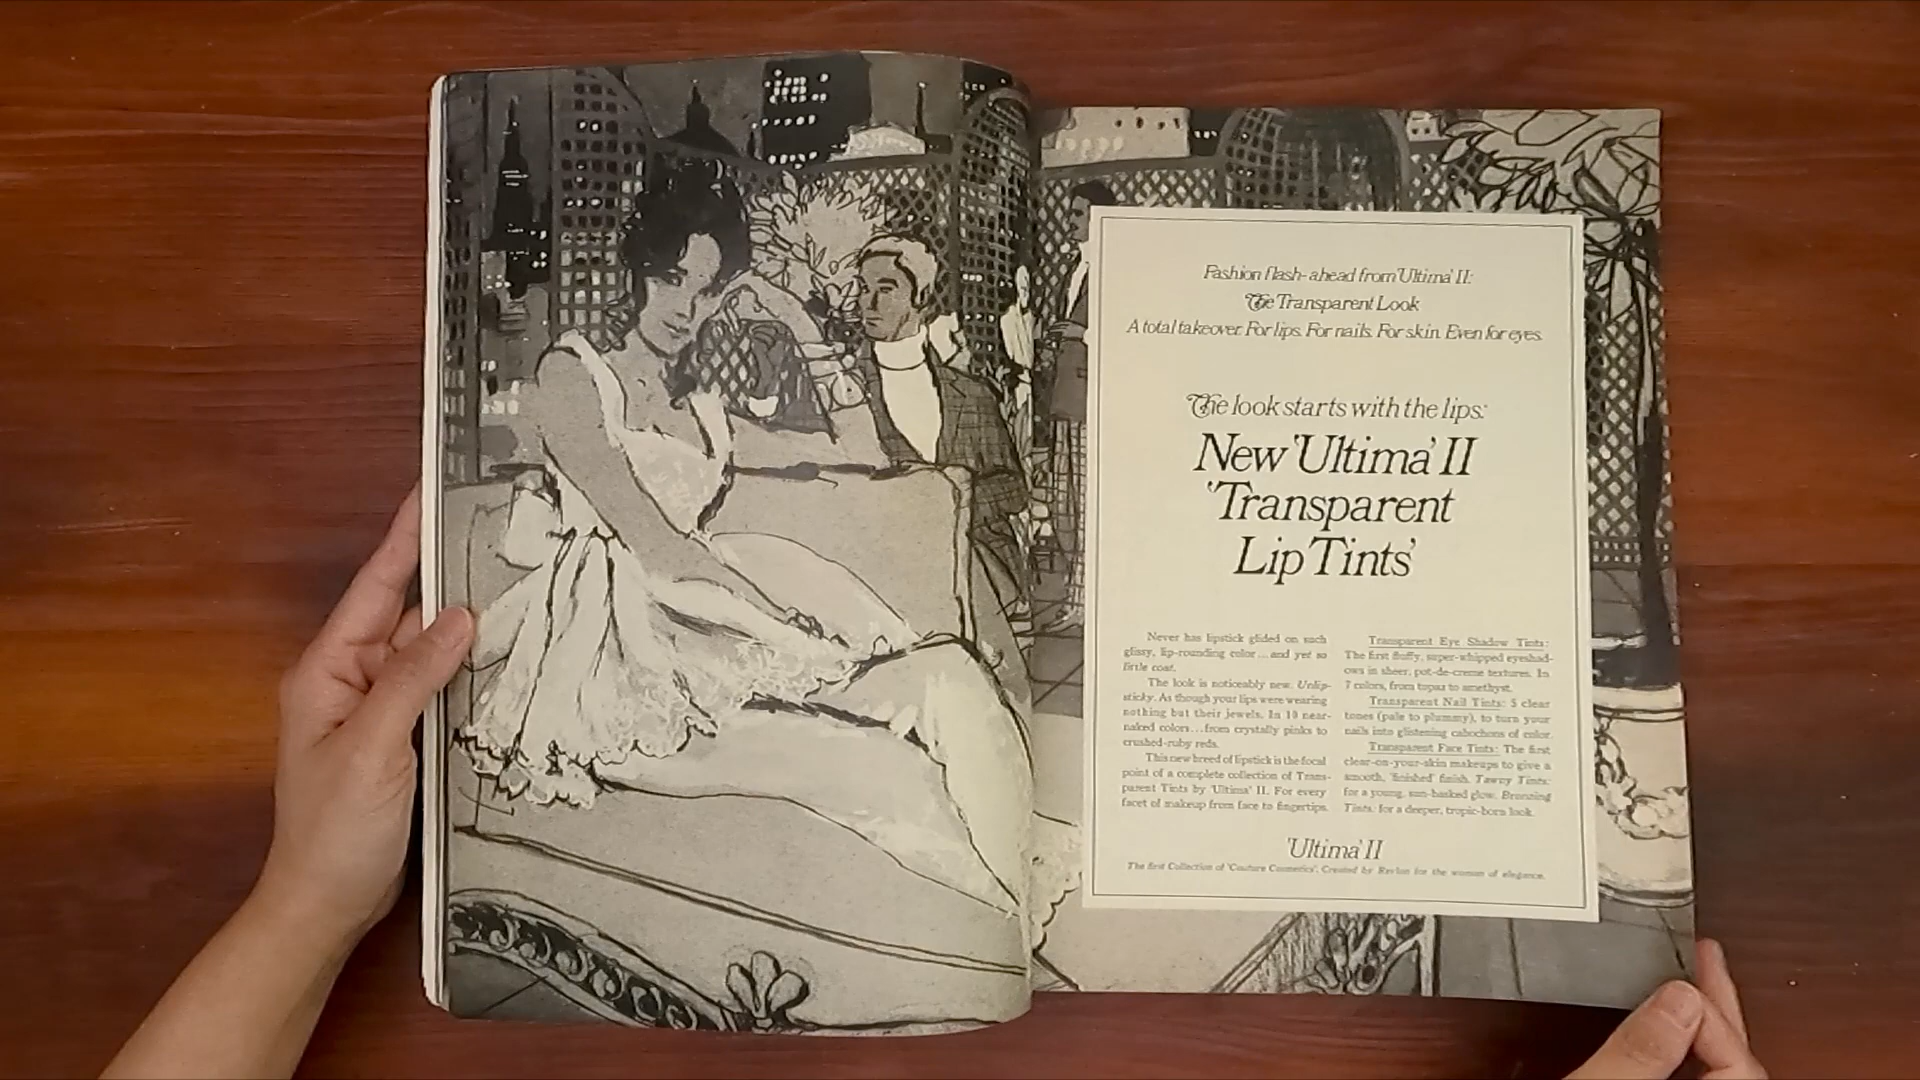 Fashion flash-ahead from 'Ultima' II:
The Transparent Look
A total takeover. For lips. For nails. For skin. Even for eyes.
The look starts with the lips:
New 'Ultima' II
'Transparent
Lip Tints'
Never has lipstick glided on such
glissy, lip-rounding color...and yet so
little coat.
The look is noticeably new. Unlip-
sticky. As though your lips were wearing
nothing but their jewels. In 10 near-
naked colors...from crystally pinks to
crushed-ruby reds.
This new breed of lipstick is the focal
point of a complete collection of Trans-
parent Tints by 'Ultima' II. For every
facet of makeup from face to fingertips.
Transparent Eye Shadow Tints:
The first fluffy, super-whipped eyeshad-
ows in sheer, pot-de-creme textures. In
7 colors, from topaz to amethyst.
Transparent Nail Tints: 5 clear
tones (pale to plummy), to turn your
nails into glistening cabochons of color.
Transparent Face Tints: The first
clear-on-your-skin makeups to give a
smooth, 'finished' finish. Tawny Tints:
for a young, sun-basked glow. Bronzing
Tints: for a deeper, tropic-born look.
'Ultima' II
The first Collection of 'Couture Cosmetics'. Created by Revlon for the woman of elegance.